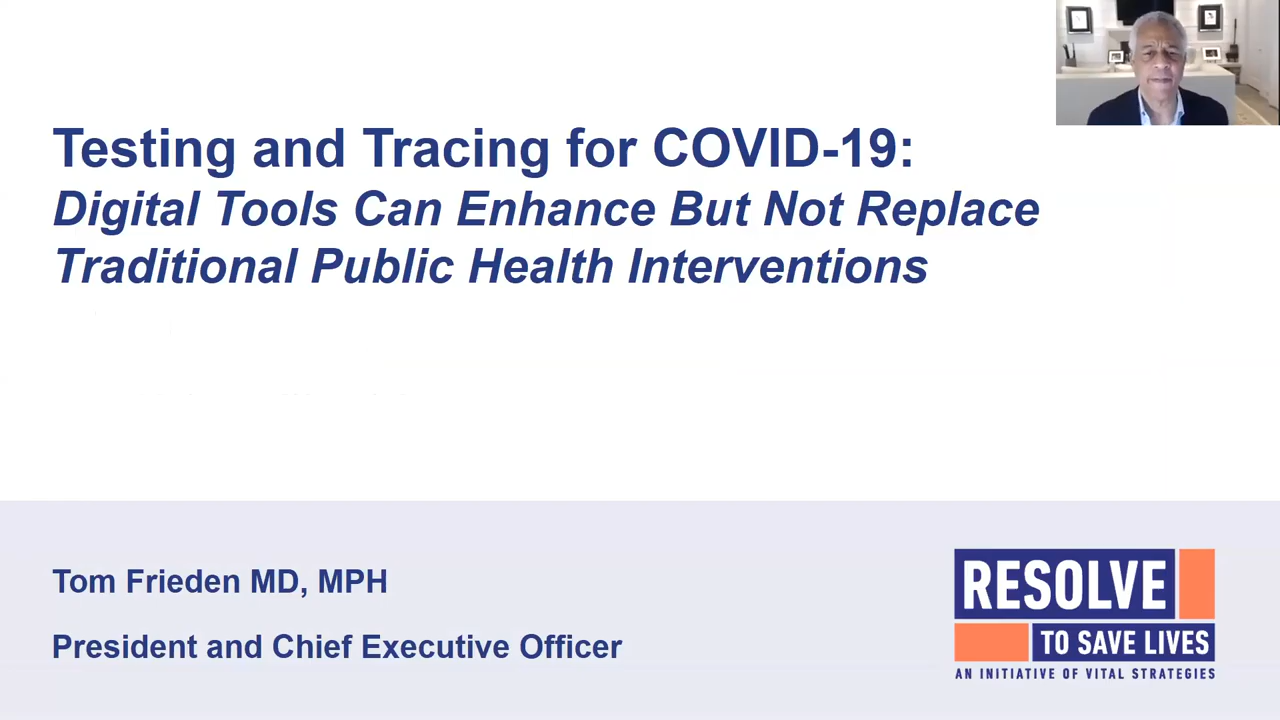 Testing and Tracing for COVID-19:
Digital Tools Can Enhance But Not Replace
Traditional Public Health Interventions
Tom Frieden MD, MPH
President and Chief Executive Officer
RESOLVE
TO SAVE LIVES
AN INITIATIVE OF VITAL STRATEGIES